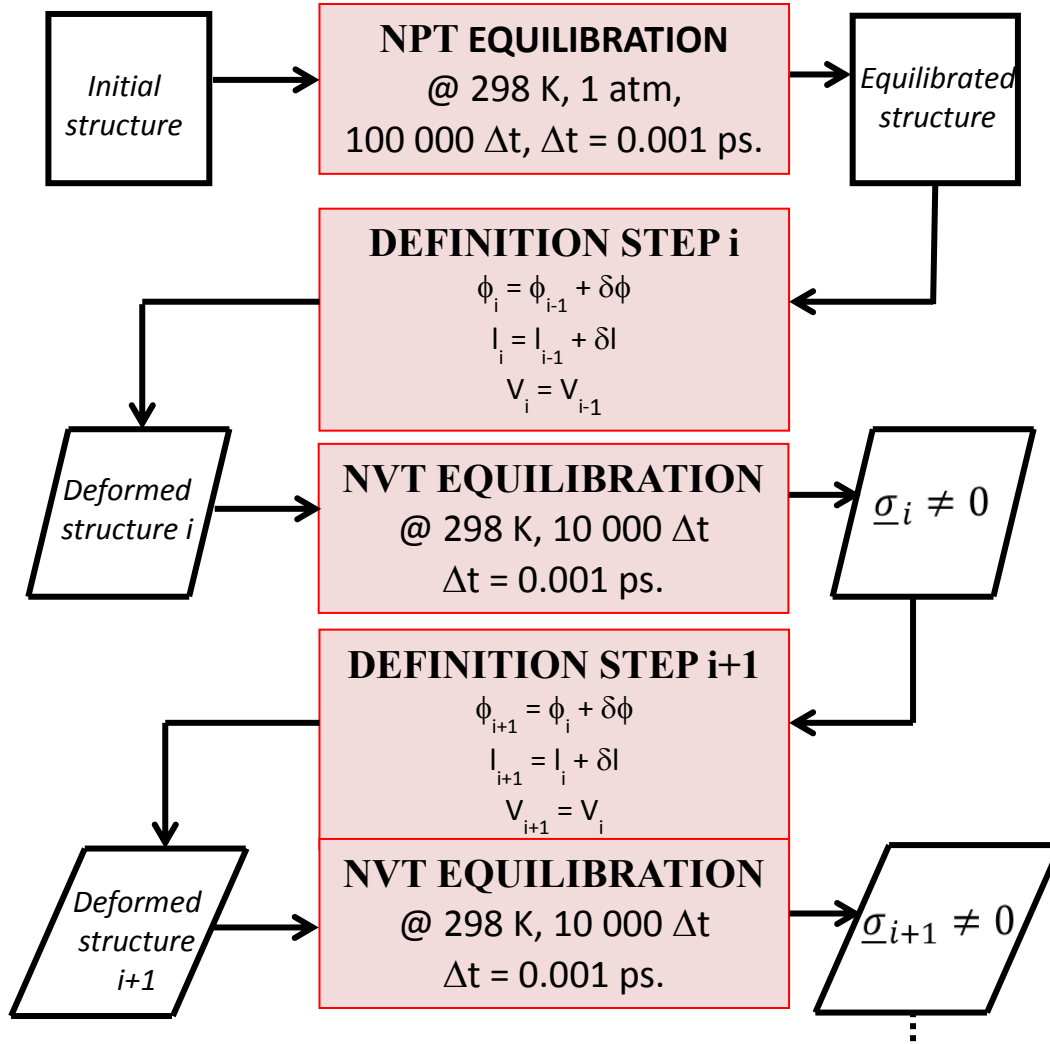 Initial
structure
NPT EQUILIBRATION
@ 298 K, 1 atm,
100 000 Δt, Δt = 0.001 ps.
Equilibrated
structure
DEFINITION STEP i
ϕᵢ = ϕᵢ₋₁ + δϕ
lᵢ = lᵢ₋₁ + δl
Vᵢ = Vᵢ₋₁
Deformed
structure i
NVT EQUILIBRATION
@ 298 K, 10 000 Δt
Δt = 0.001 ps.
σ̲ᵢ ≠ 0
DEFINITION STEP i+1
ϕᵢ₊₁ = ϕᵢ + δϕ
lᵢ₊₁ = lᵢ + δl
Vᵢ₊₁ = Vᵢ
Deformed
structure
i+1
NVT EQUILIBRATION
@ 298 K, 10 000 Δt
Δt = 0.001 ps.
σ̲ᵢ₊₁ ≠ 0